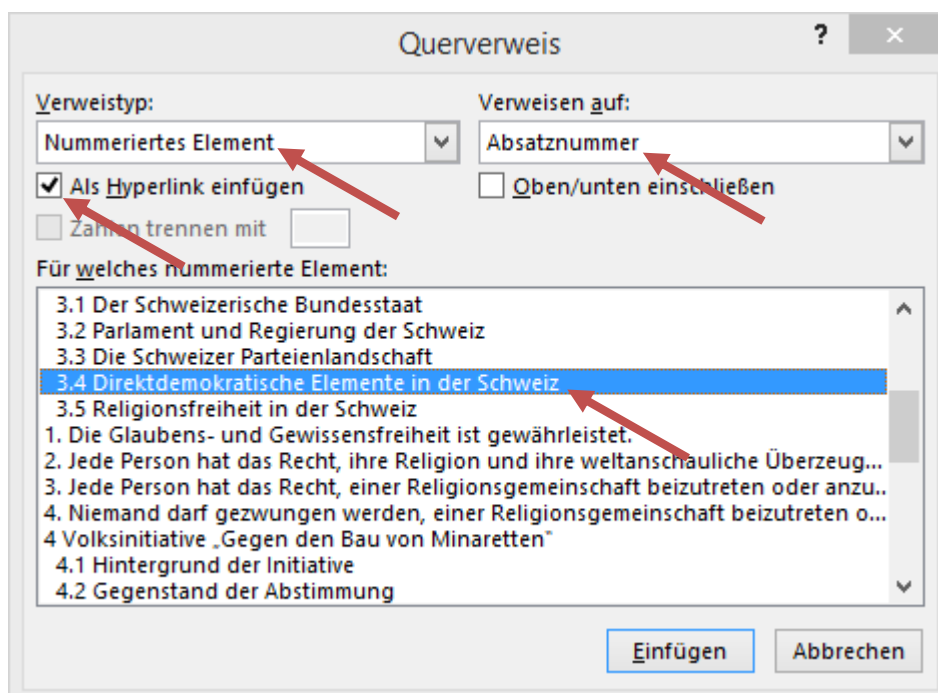 Querverweis
?
Verweistyp:
Verweisen auf:
Nummeriertes Element
Absatznummer
Als Hyperlink einfügen
Oben/unten einschließen
Zahlen trennen mit
Für welches nummerierte Element:
3.1 Der Schweizerische Bundesstaat
3.2 Parlament und Regierung der Schweiz
3.3 Die Schweizer Parteienlandschaft
3.4 Direktdemokratische Elemente in der Schweiz
3.5 Religionsfreiheit in der Schweiz
1. Die Glaubens- und Gewissensfreiheit ist gewährleistet.
2. Jede Person hat das Recht, ihre Religion und ihre weltanschauliche Überzeug...
3. Jede Person hat das Recht, einer Religionsgemeinschaft beizutreten oder anzu..
4. Niemand darf gezwungen werden, einer Religionsgemeinschaft beizutreten o...
4 Volksinitiative „Gegen den Bau von Minaretten“
4.1 Hintergrund der Initiative
4.2 Gegenstand der Abstimmung
Einfügen
Abbrechen